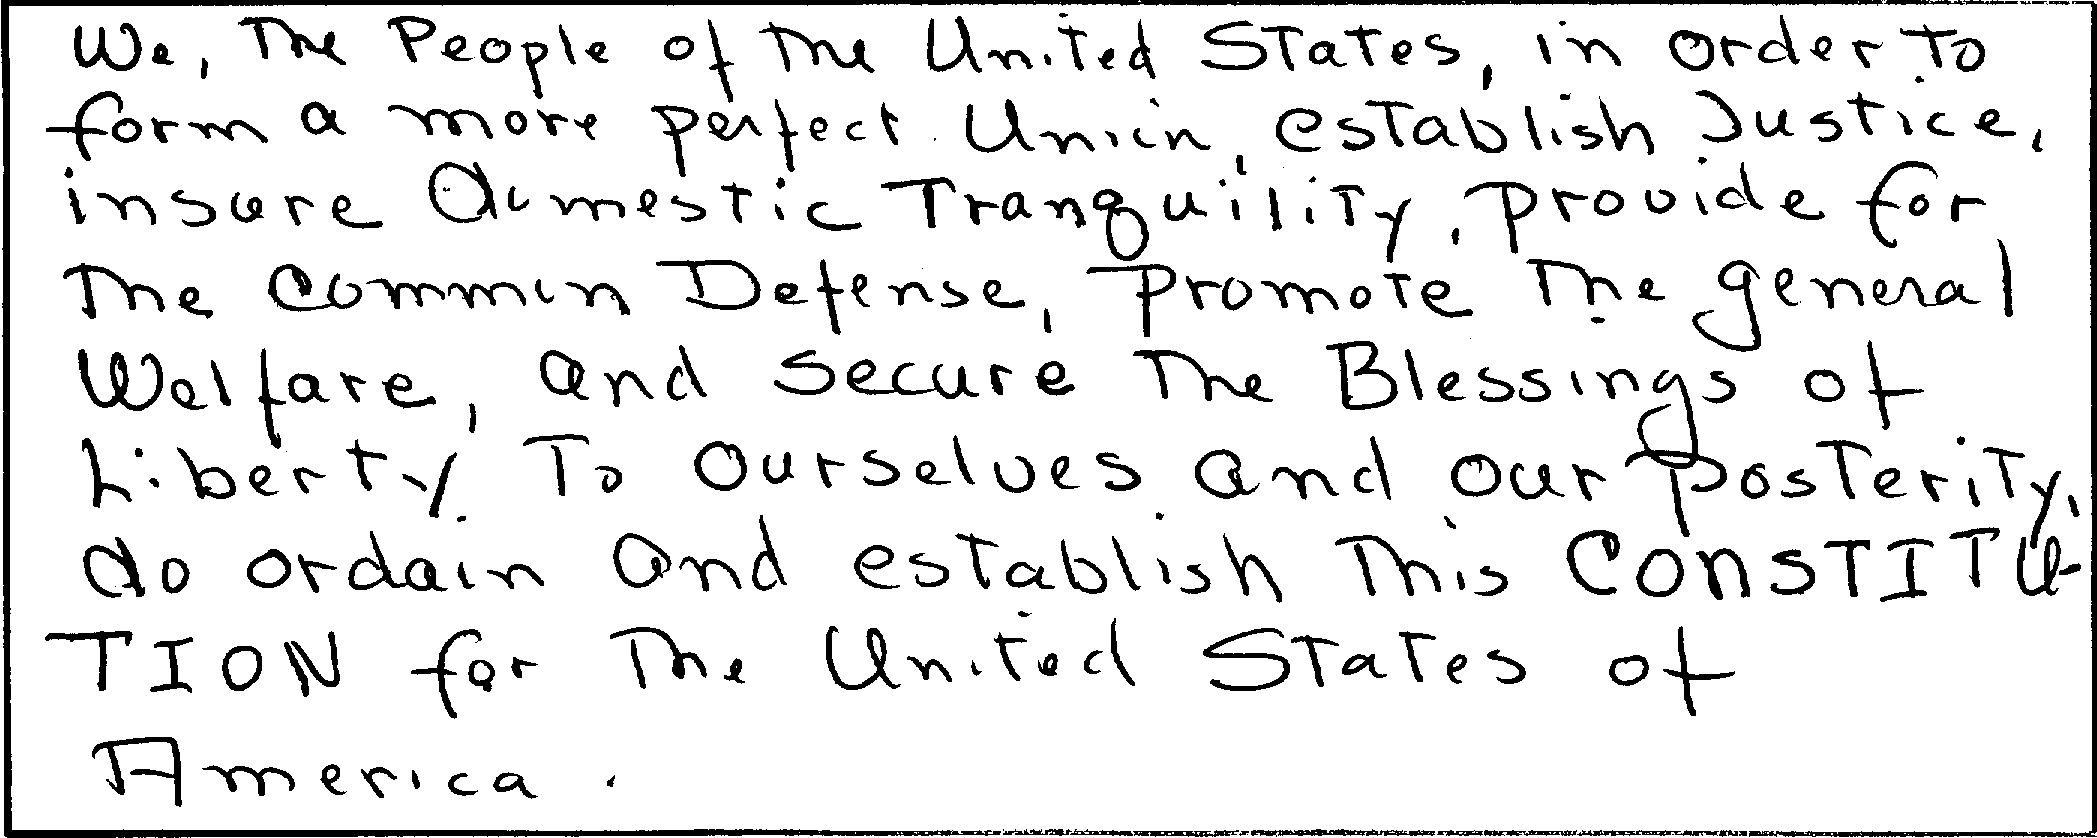 We, The People of the United States, in order to
form a more perfect Union, establish Justice,
insure domestic Tranquility, provide for
the common Defense, promote the general
Welfare, and secure the Blessings of
Liberty To ourselves and our posterity,
do ordain and establish This CONSTITU-
TION for The United States of
America.